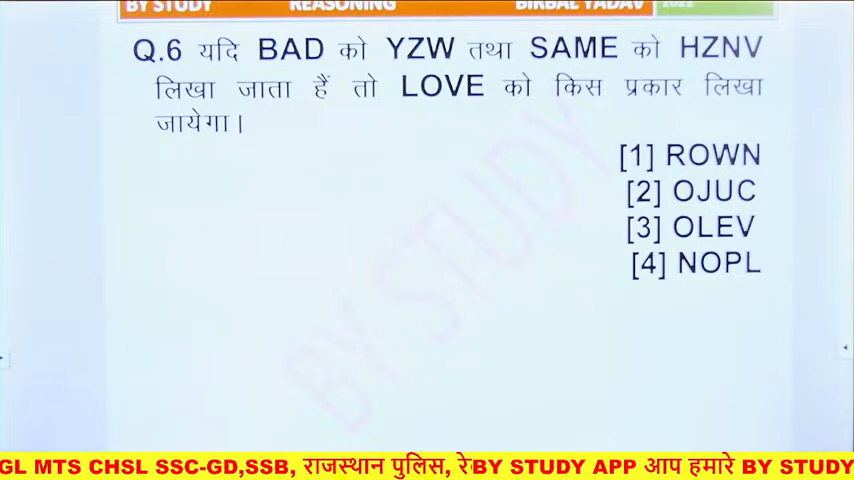 BY STUDY REASONING BIRBAL YADAV 2022
Q.6 यदि BAD को YZW तथा SAME को HZNV
लिखा जाता हैं तो LOVE को किस प्रकार लिखा
जायेगा।
[1] ROWN
[2] OJUC
[3] OLEV
[4] NOPL
BY STUDY
GL MTS CHSL SSC-GD,SSB, राजस्थान पुलिस, रे BY STUDY APP आप हमारे BY STUDY